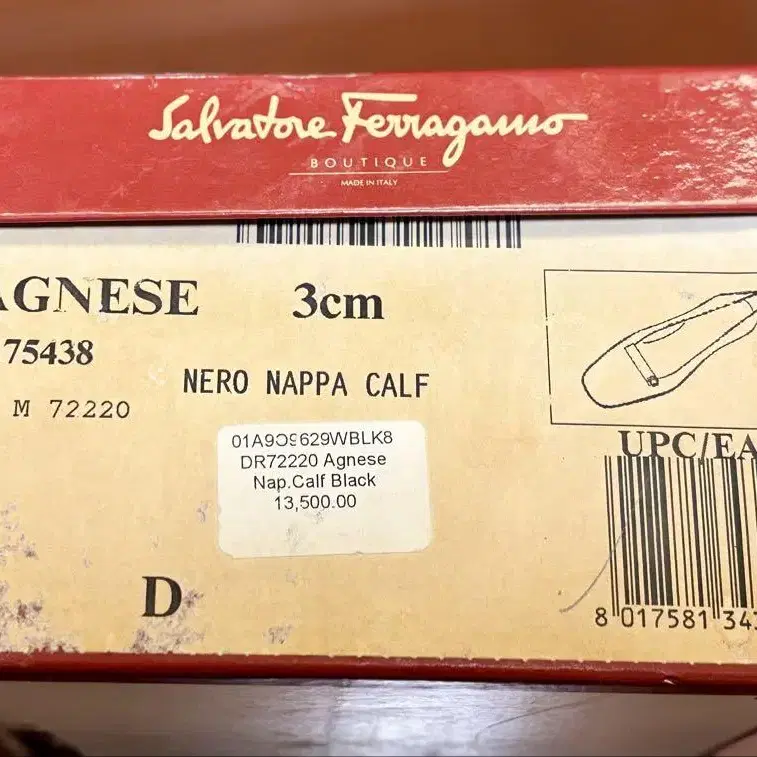 Salvatore Ferragamo
BOUTIQUE
MADE IN ITALY
AGNESE 3cm
75438
NERO NAPPA CALF
M 72220
01A9O9629WBLK8
DR72220 Agnese
Nap.Calf Black
13,500.00
UPC/EA
D
8 017581 343